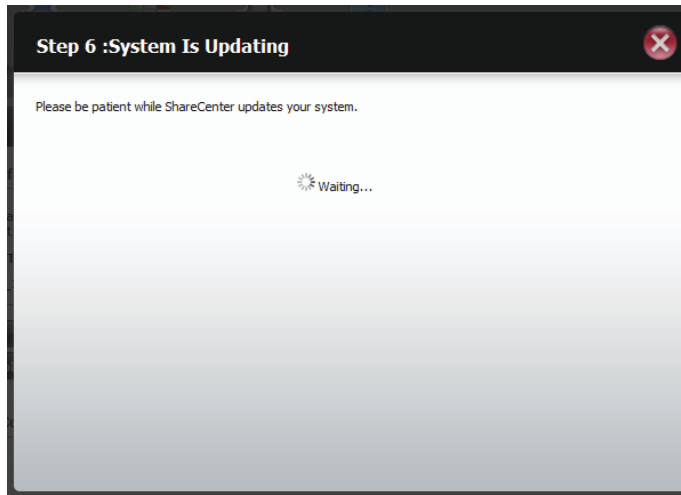 Step 6 :System Is Updating
Please be patient while ShareCenter updates your system.
Waiting...